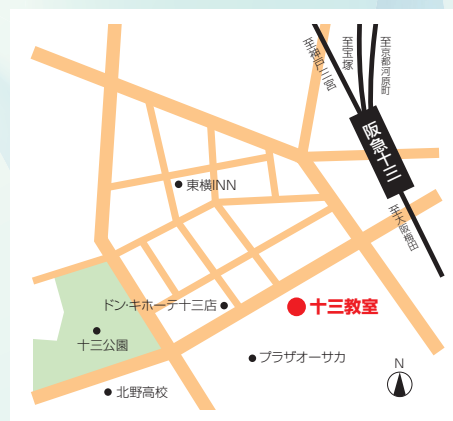 至神戸三宮
至宝塚
至京都河原町
阪急十三
至大阪梅田
東横INN
ドン・キホーテ十三店
十三教室
十三公園
プラザオーサカ
北野高校
N